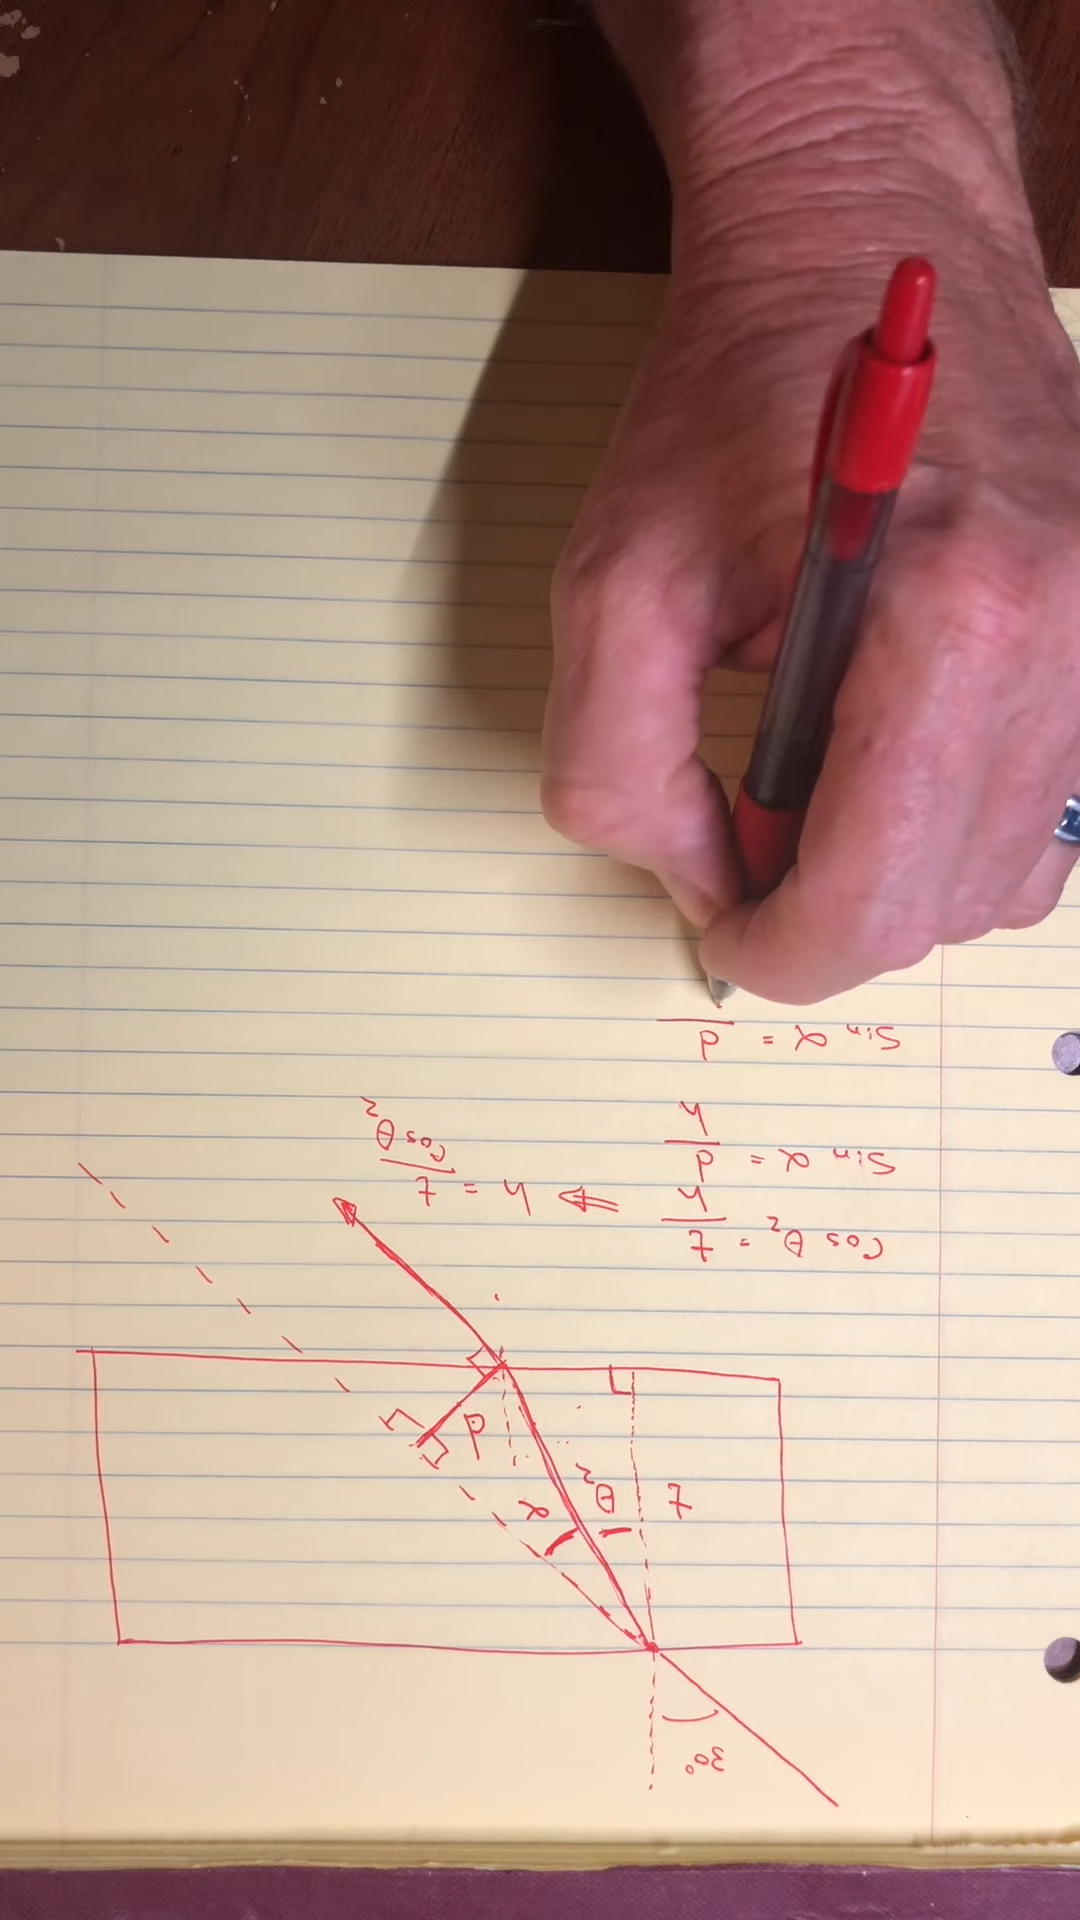 30°
t
θ₂
α
d
Cos θ₂ = t/h ⇒ h = t/Cos θ₂
Sin α = d/h
Sin α = d